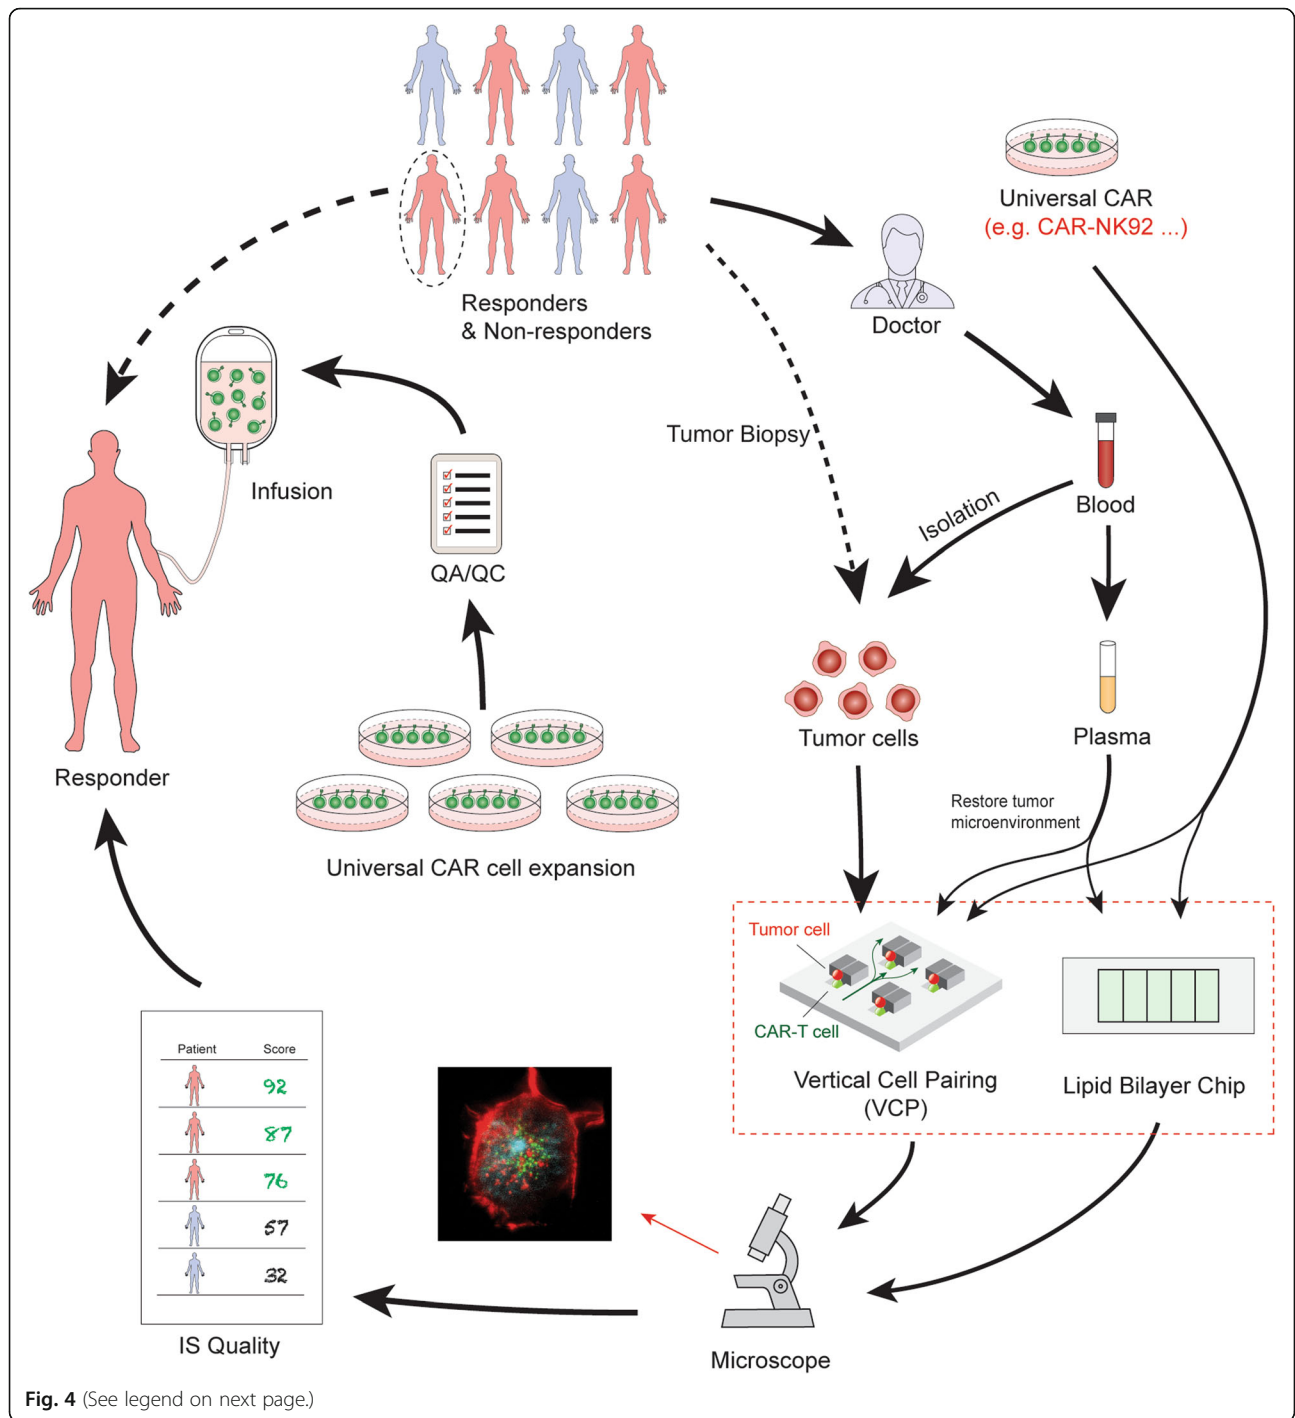 Responders
& Non-responders
Universal CAR
(e.g. CAR-NK92 ...)
Doctor
Tumor Biopsy
Blood
Isolation
Infusion
QA/QC
Tumor cells
Plasma
Responder
Universal CAR cell expansion
Restore tumor
microenvironment
Tumor cell
CAR-T cell
Vertical Cell Pairing
(VCP)
Lipid Bilayer Chip
Patient Score
92
87
76
57
32
IS Quality
Microscope
Fig. 4 (See legend on next page.)